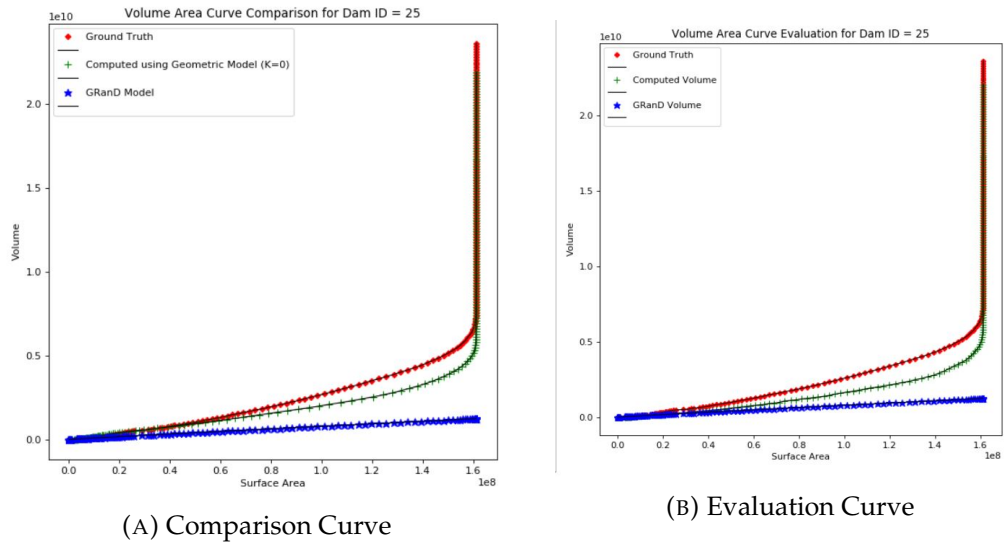 Volume Area Curve Comparison for Dam ID = 25
1e10
Ground Truth
Computed using Geometric Model (K=0)
GRanD Model
2.0
1.5
1.0
0.5
0.0
Volume
0.0 0.2 0.4 0.6 0.8 1.0 1.2 1.4 1.6
1e8
Surface Area
(A) Comparison Curve
Volume Area Curve Evaluation for Dam ID = 25
1e10
Ground Truth
Computed Volume
GRanD Volume
2.0
1.5
1.0
0.5
0.0
Volume
0.0 0.2 0.4 0.6 0.8 1.0 1.2 1.4 1.6
1e8
Surface Area
(B) Evaluation Curve